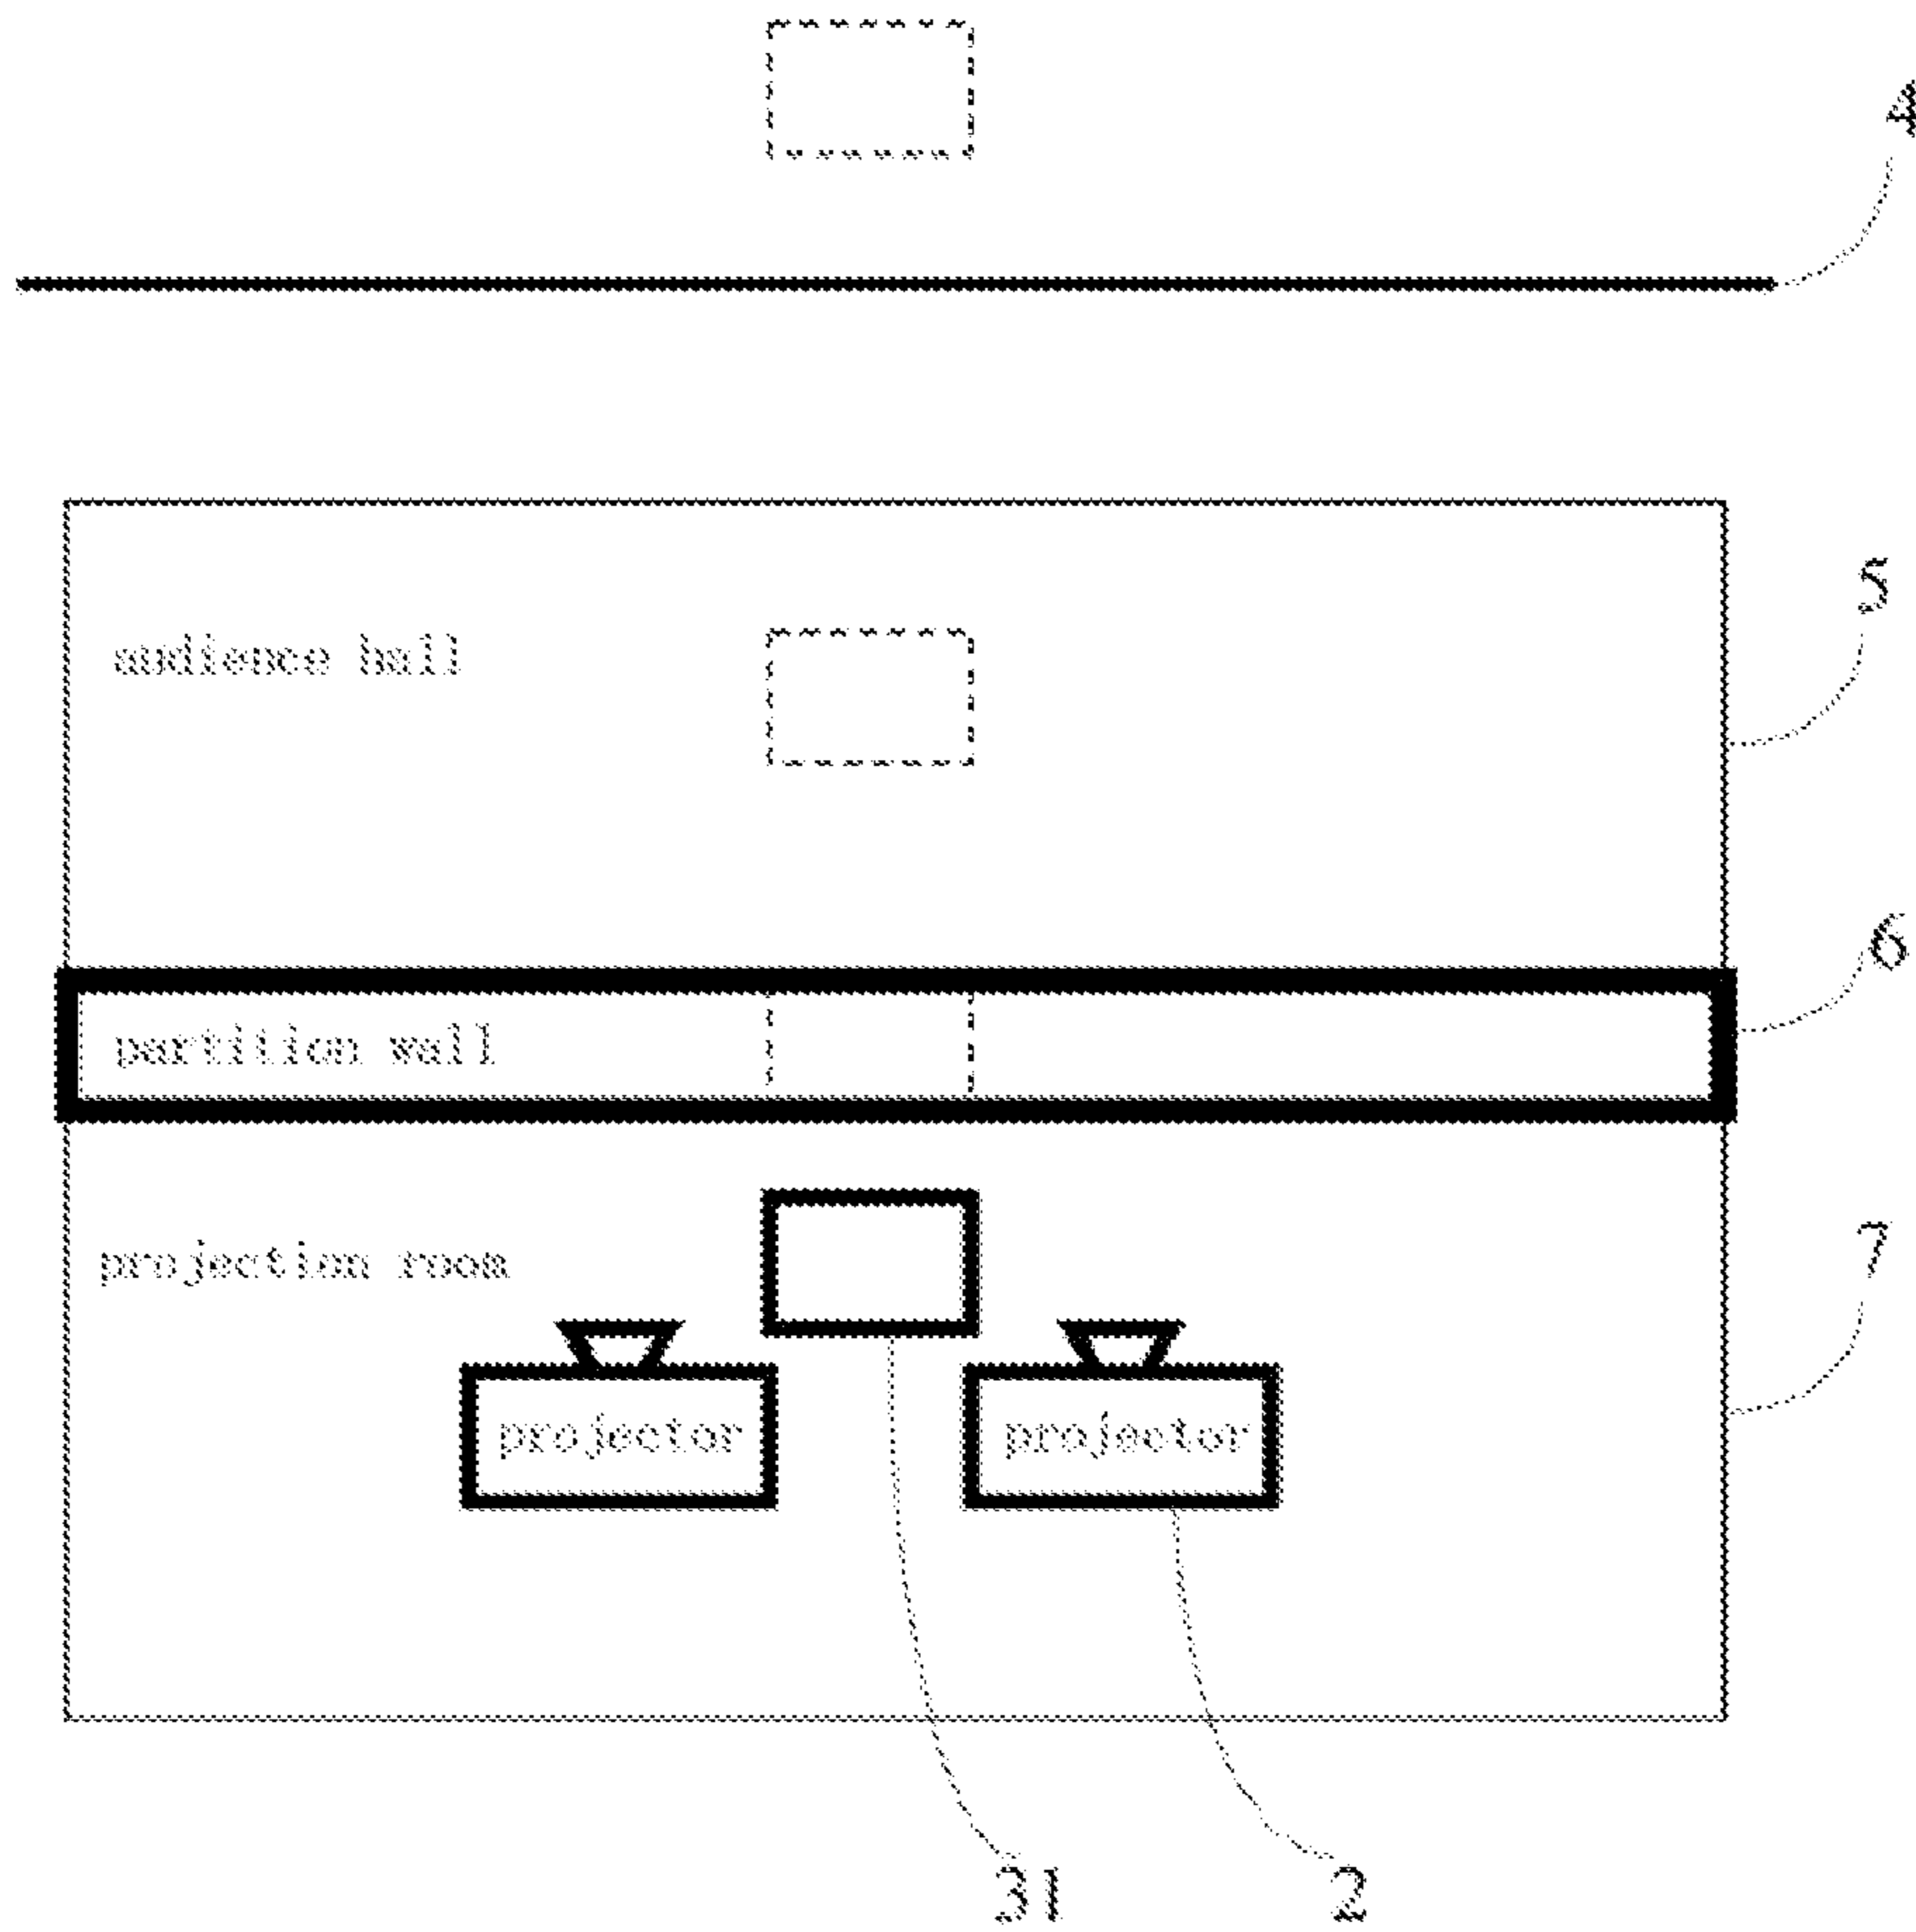 4
5
audience hall
6
partition wall
7
projection room
projector projector
31 2